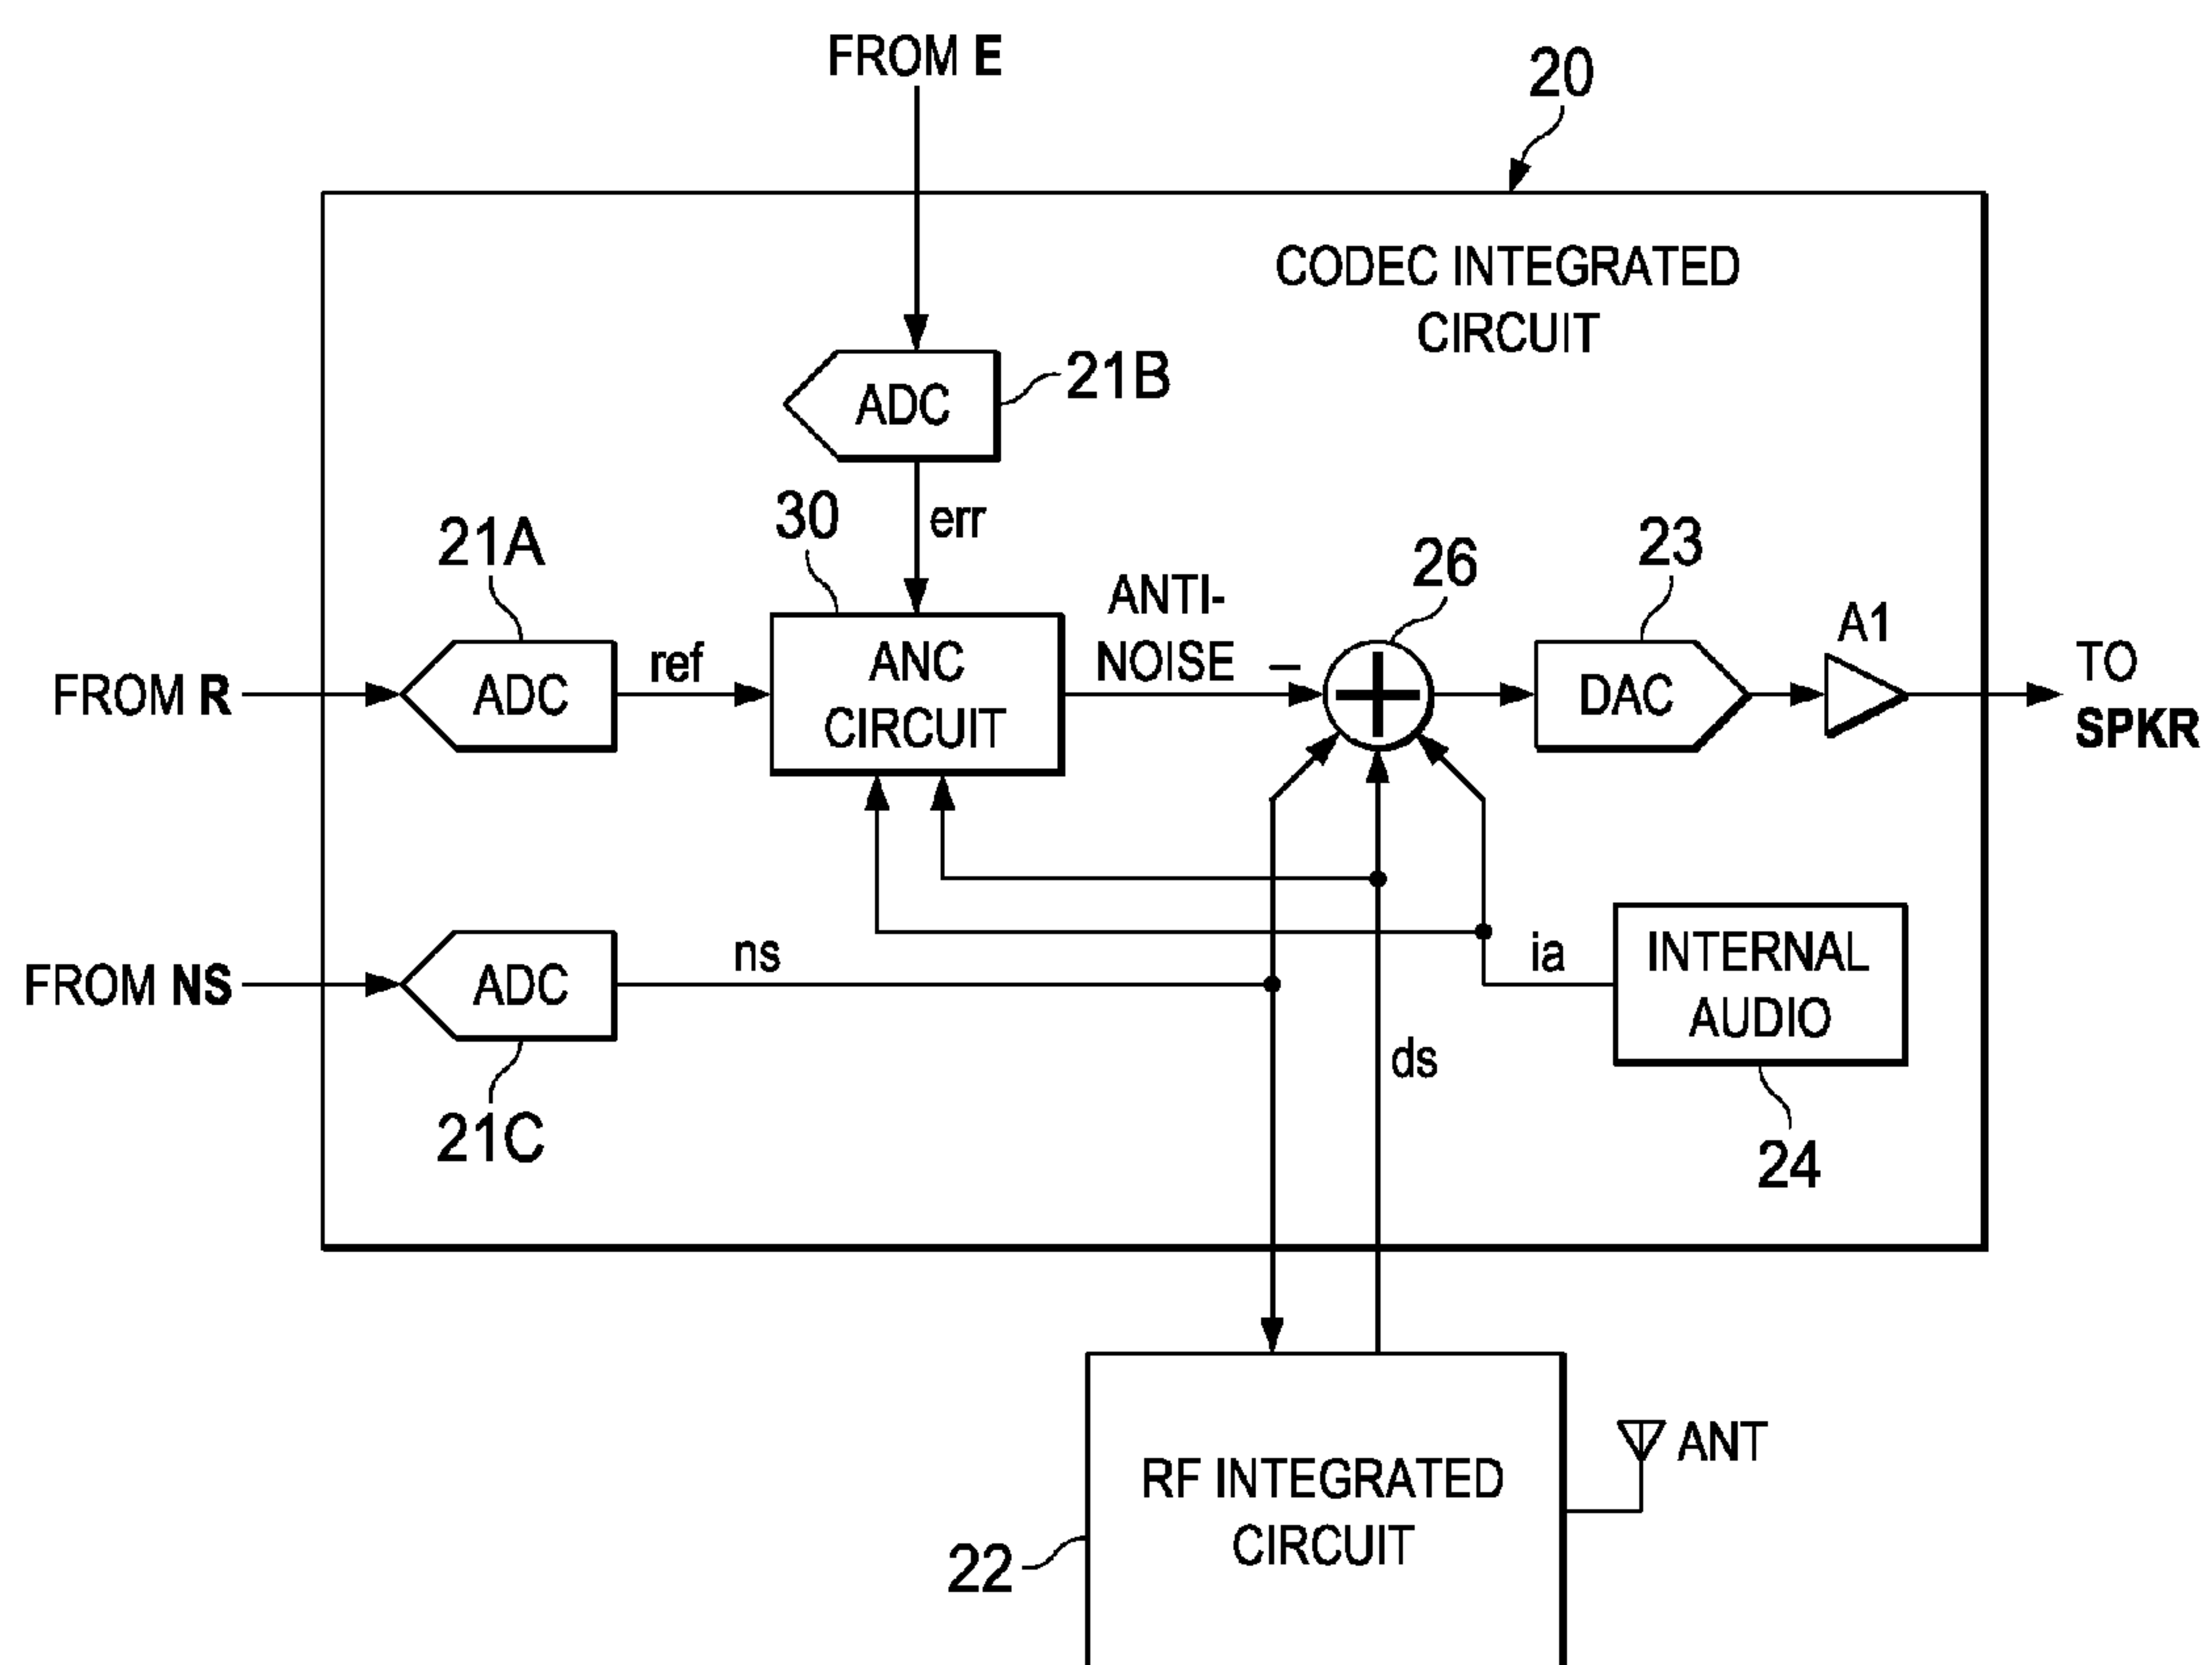 FROM E
20
CODEC INTEGRATED
CIRCUIT
ADC
21B
30
err
21A
ANTI-
NOISE
26
23
A1
FROM R
ADC
ref
ANC
CIRCUIT
–
DAC
TO
SPKR
FROM NS
ADC
ns
ia
INTERNAL
AUDIO
ds
21C
24
RF INTEGRATED
CIRCUIT
ANT
22